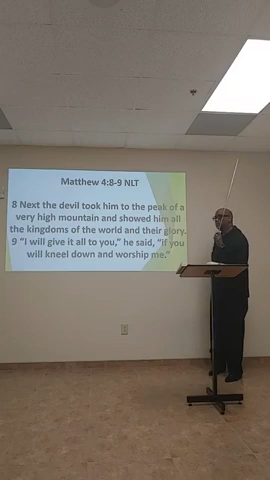 Matthew 4:8-9 NLT
8 Next the devil took him to the peak of a
very high mountain and showed him all
the kingdoms of the world and their glory.
9 “I will give it all to you,” he said, “if you
will kneel down and worship me.”